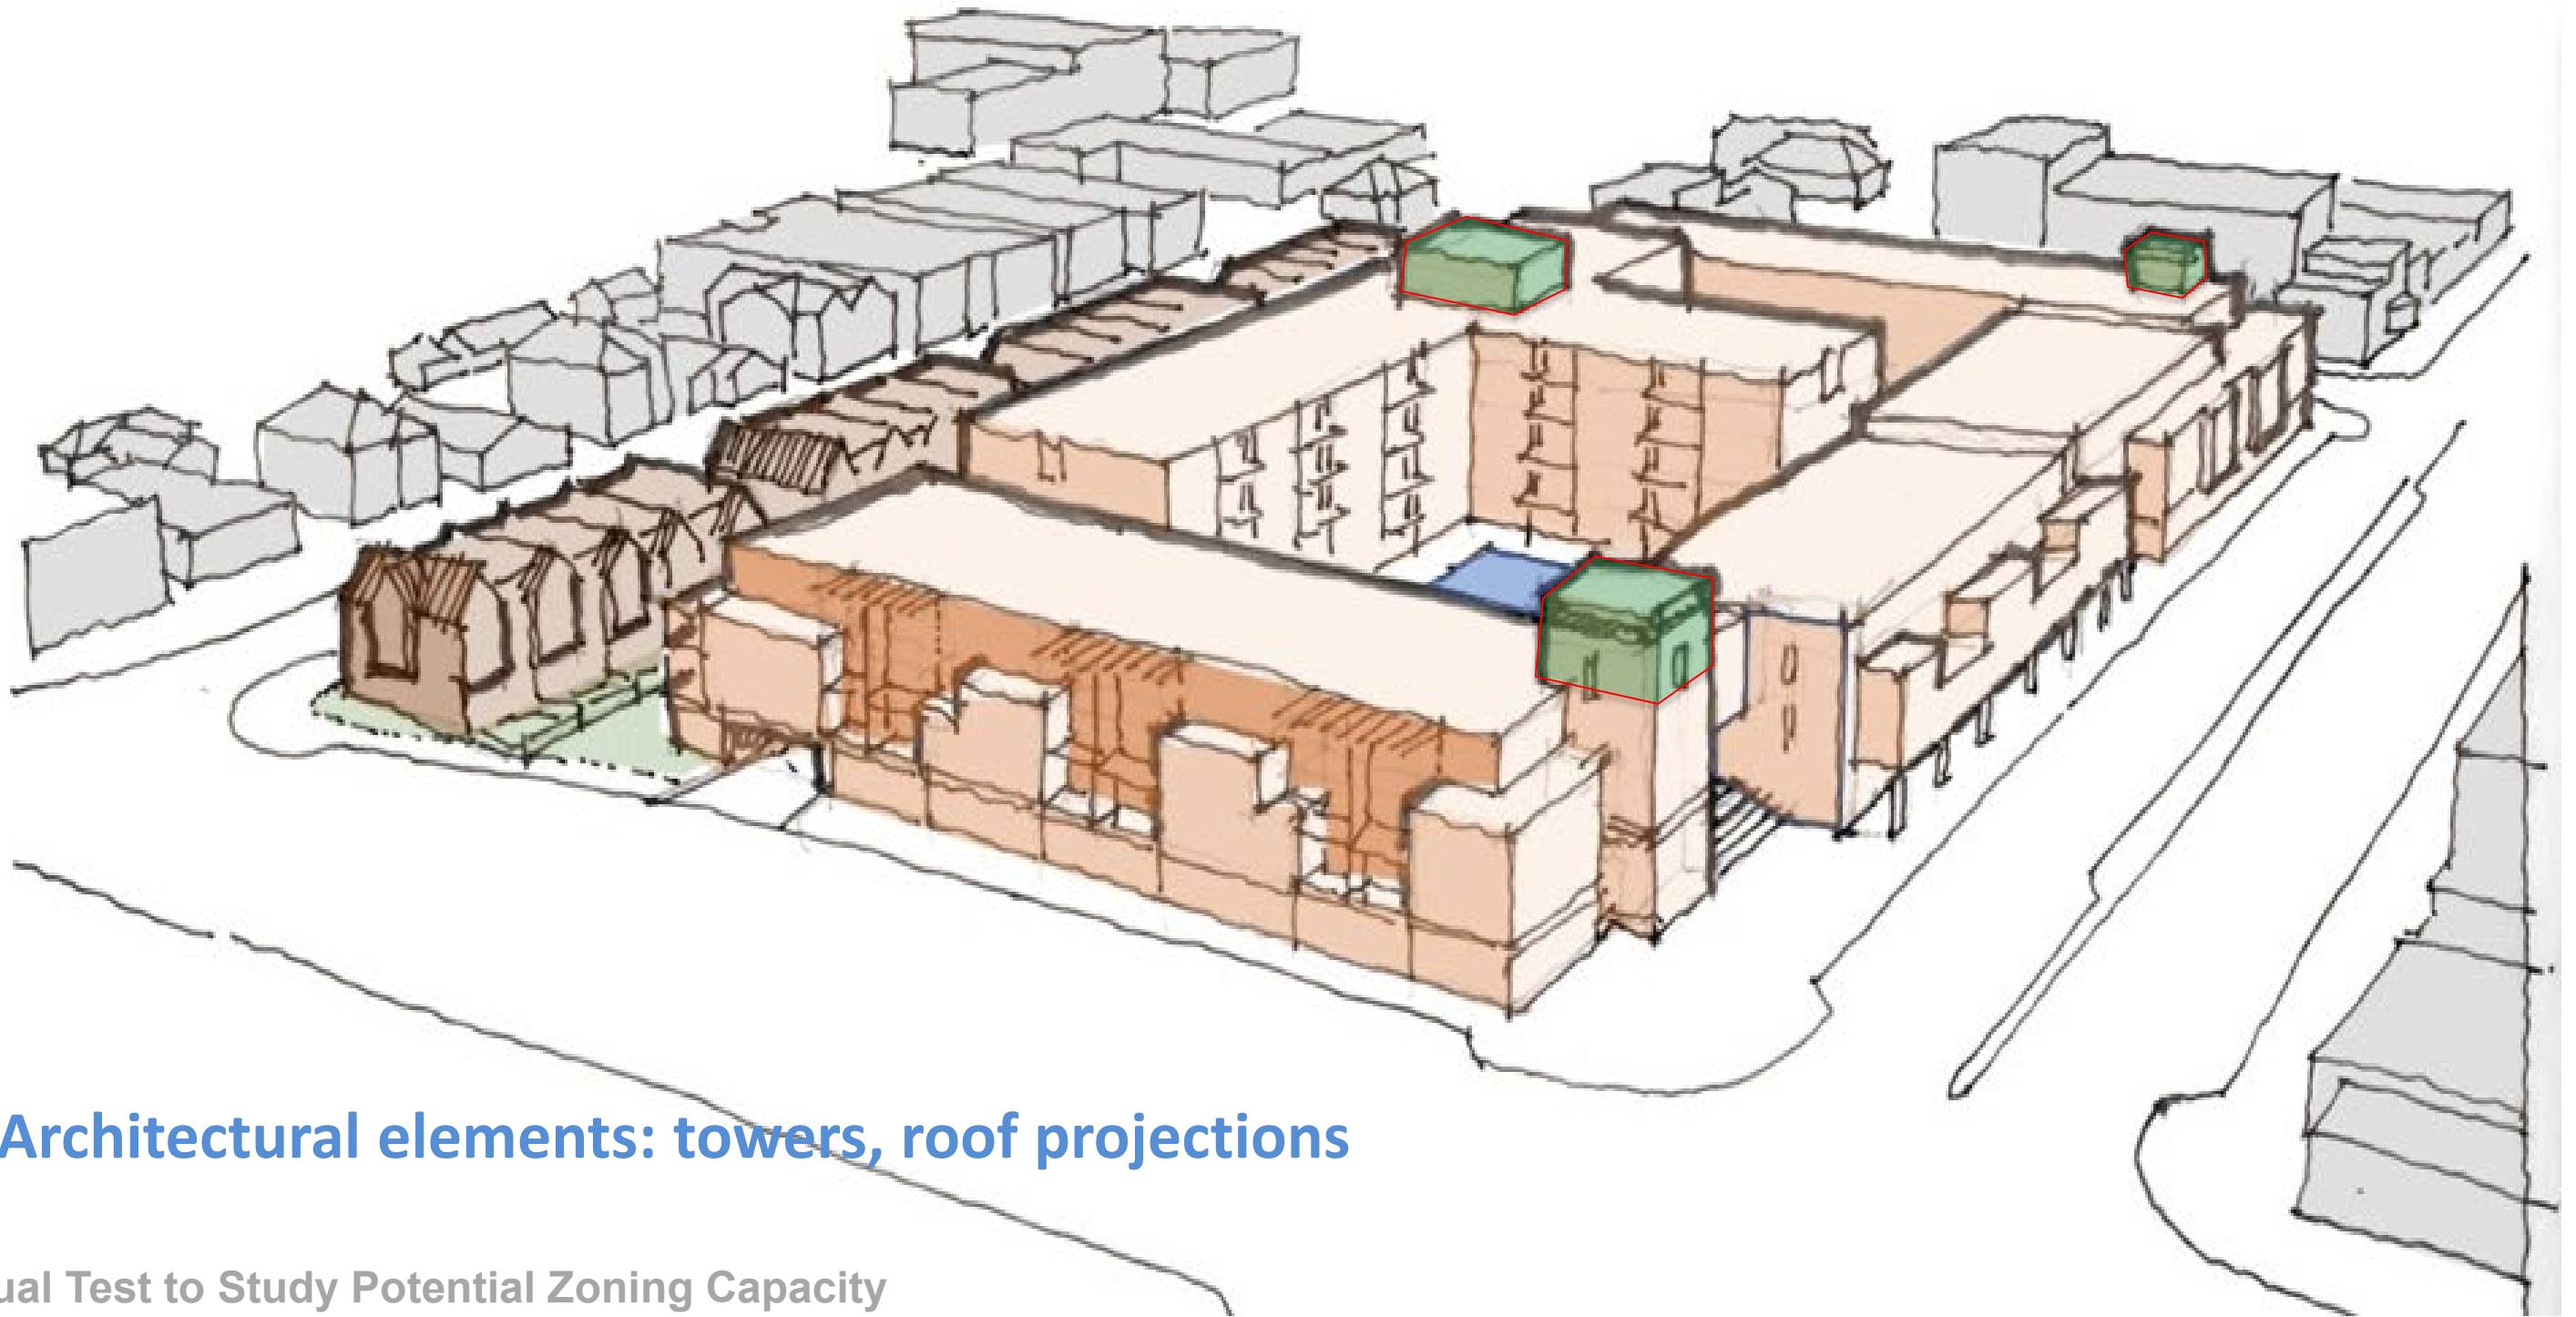 Architectural elements: towers, roof projections
ual Test to Study Potential Zoning Capacity